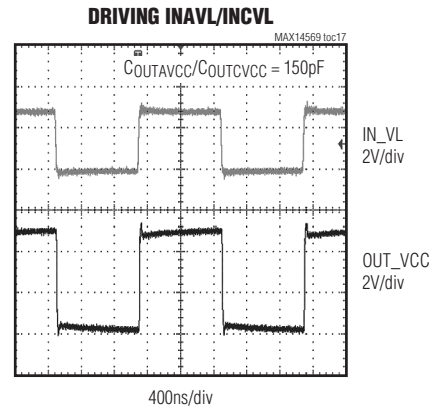 DRIVING INAVL/INCVL
MAX14569 toc17
COUTAVCC/COUTCVCC = 150pF
IN_VL
2V/div
OUT_VCC
2V/div
400ns/div